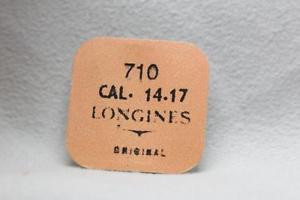 710
CAL. 14.17
LONGINES
ORIGINAL